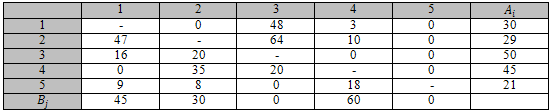 1 2 3 4 5 Ai
1 - 0 48 3 0 30
2 47 - 64 10 0 29
3 16 20 - 0 0 50
4 0 35 20 - 0 45
5 9 8 0 18 - 21
Bj 45 30 0 60 0